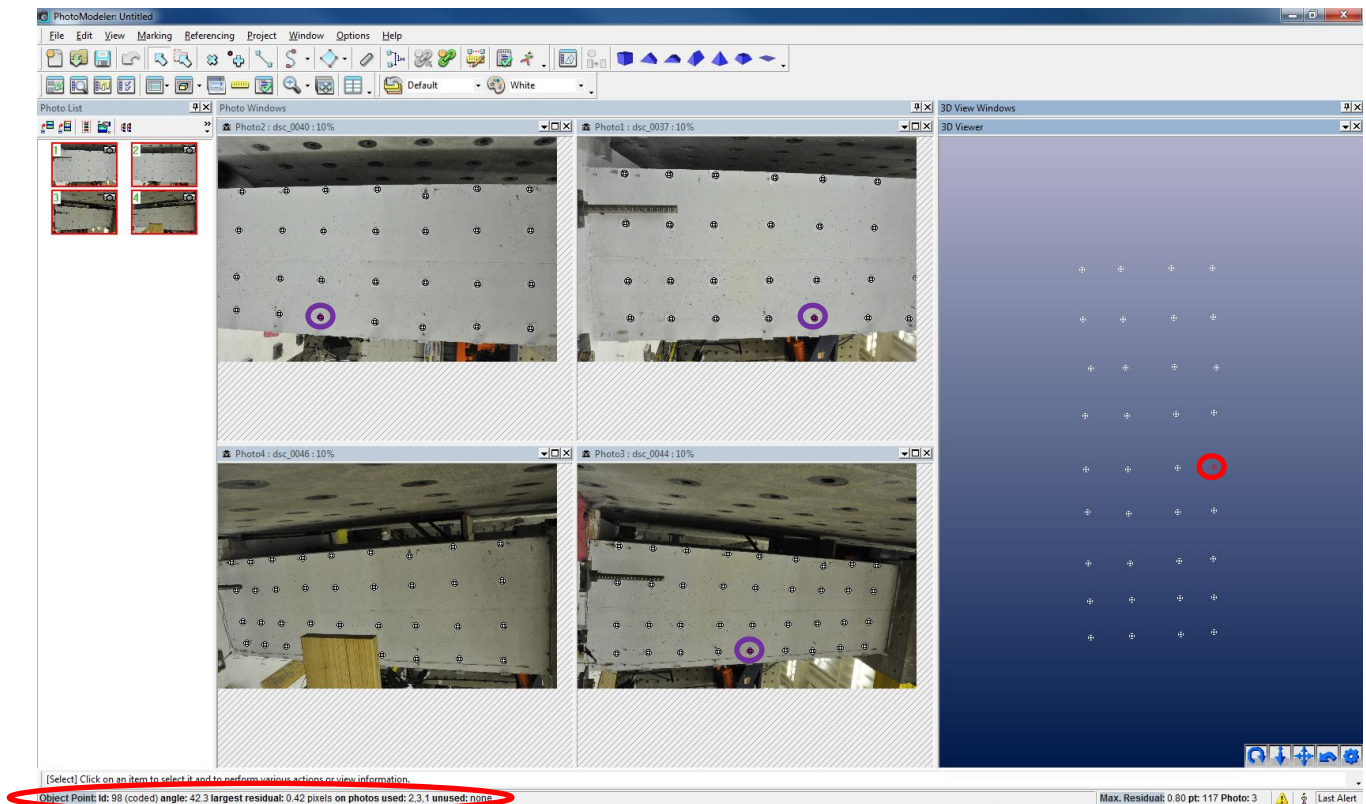 PhotoModeler: Untitled
File Edit View Marking Referencing Project Window Options Help
Default White
Photo List
Photo Windows
3D View Windows
Photo2 : dsc_0040 : 10%
Photo1 : dsc_0037 : 10%
3D Viewer
1
2
3
4
Photo4 : dsc_0046 : 10%
Photo3 : dsc_0044 : 10%
[Select] Click on an item to select it and to perform various actions or view information.
Object Point: Id: 98 (coded) angle: 42.3 largest residual: 0.42 pixels on photos used: 2,3,1 unused: none
Max. Residual: 0.80 pt: 117 Photo: 3
Last Alert